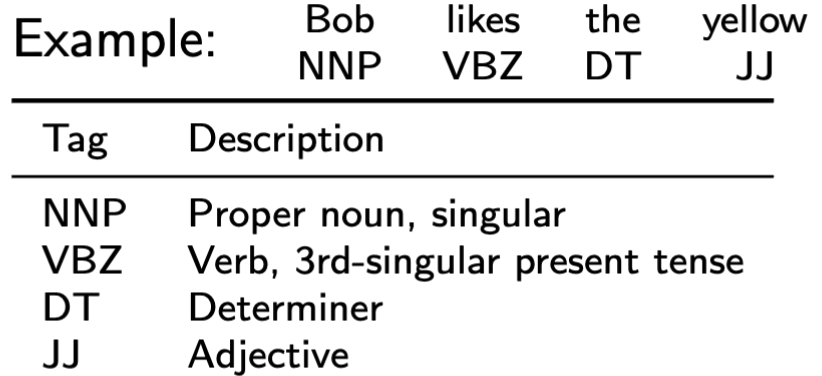 Example: Bob likes the yellow
NNP VBZ DT JJ
Tag Description
NNP Proper noun, singular
VBZ Verb, 3rd-singular present tense
DT Determiner
JJ Adjective